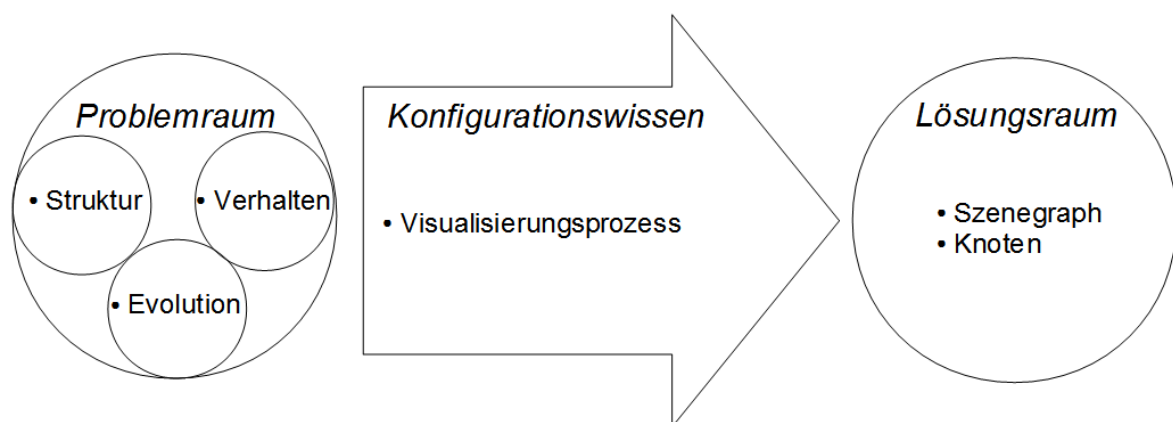 Problemraum
• Struktur
• Verhalten
• Evolution
Konfigurationswissen
• Visualisierungsprozess
Lösungsraum
• Szenegraph
• Knoten